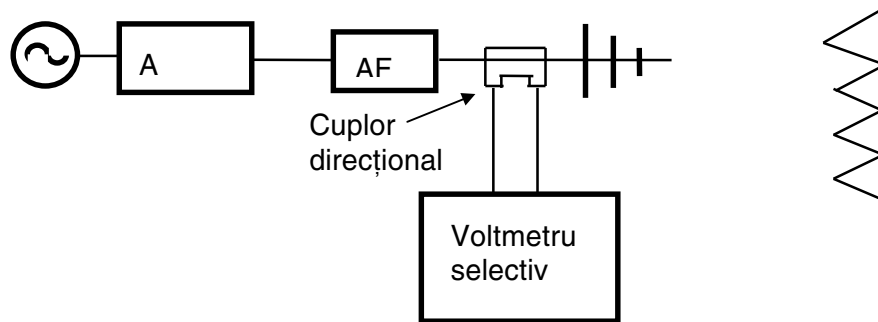 A
AF
Cuplor
direcțional
Voltmetru
selectiv